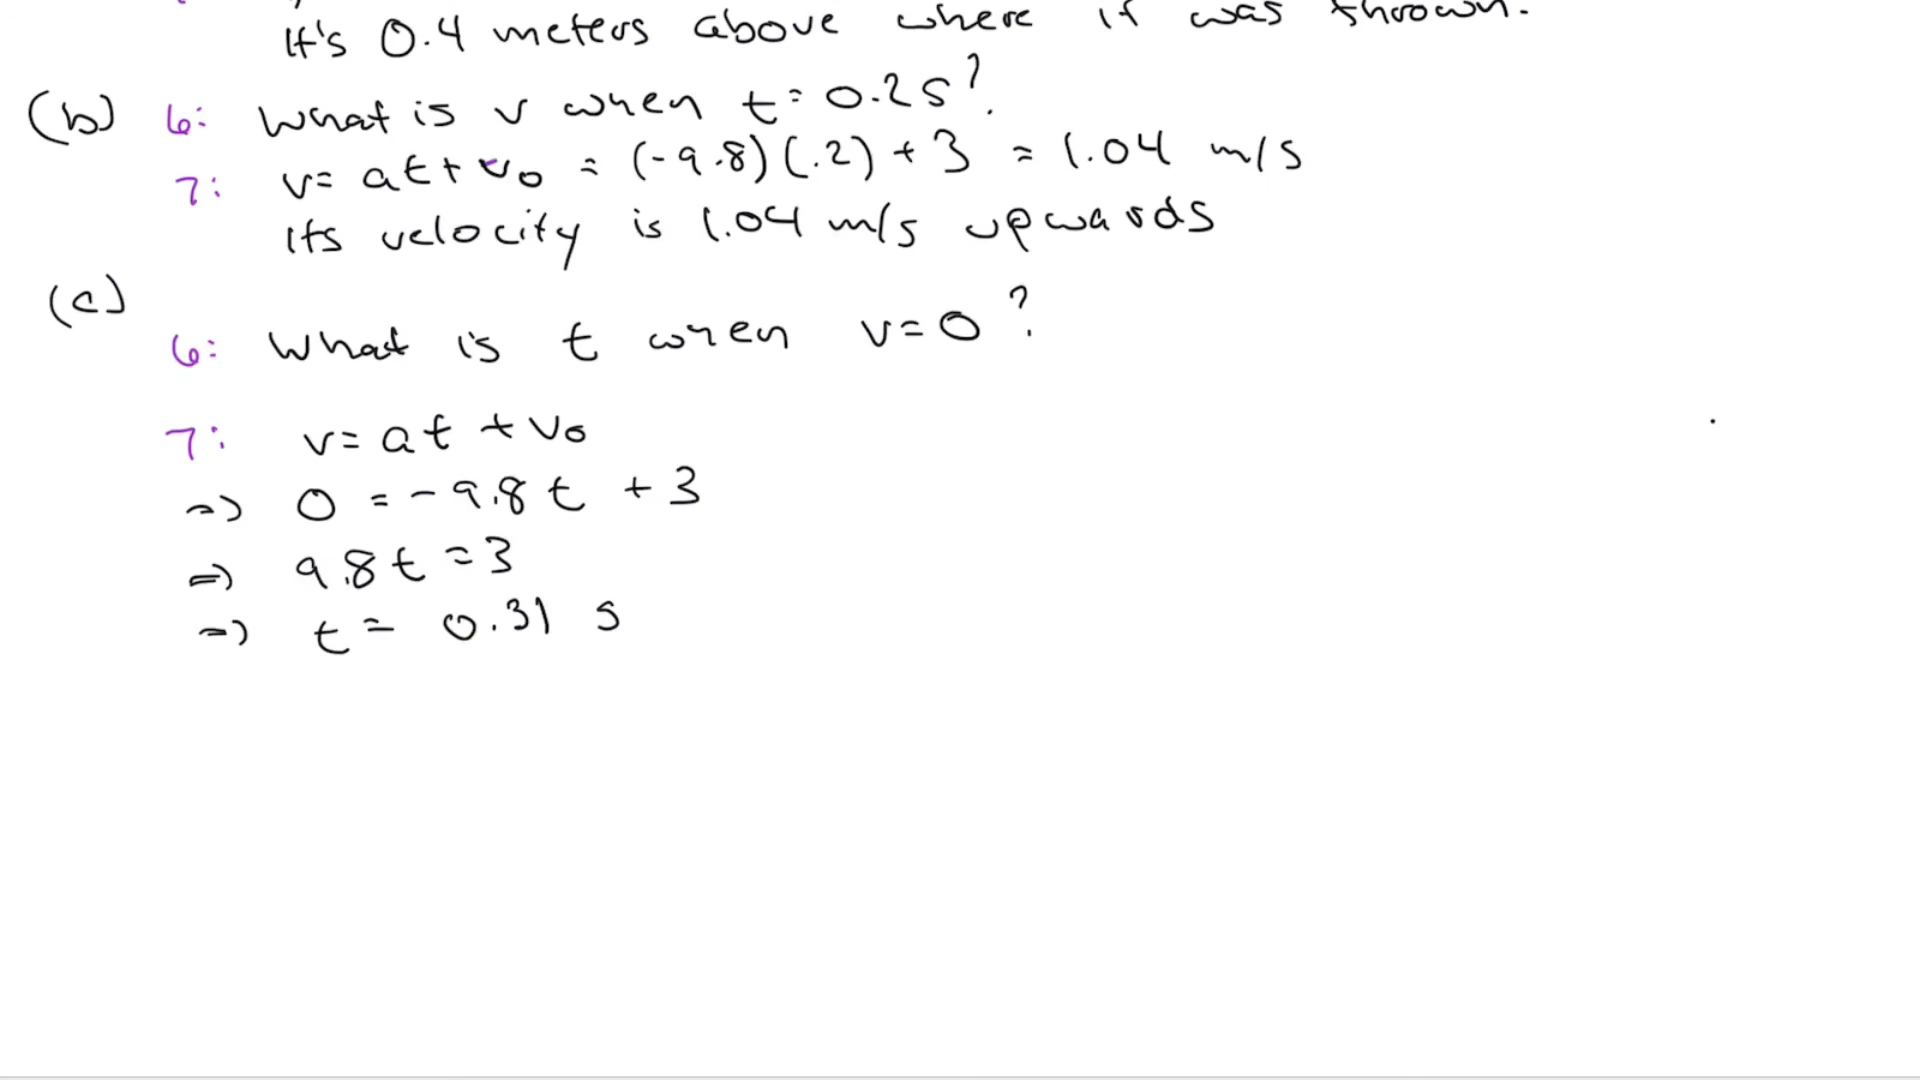 It's 0.4 meters above where it was thrown.
(b) 6: What is v when t = 0.2 s?
7: v = at + v₀ = (-9.8)(.2) + 3 = 1.04 m/s
Its velocity is 1.04 m/s upwards
(c)
6: What is t when v = 0?
7: v = at + v₀
⇒ 0 = -9.8t + 3
⇒ 9.8t = 3
⇒ t = 0.31 s